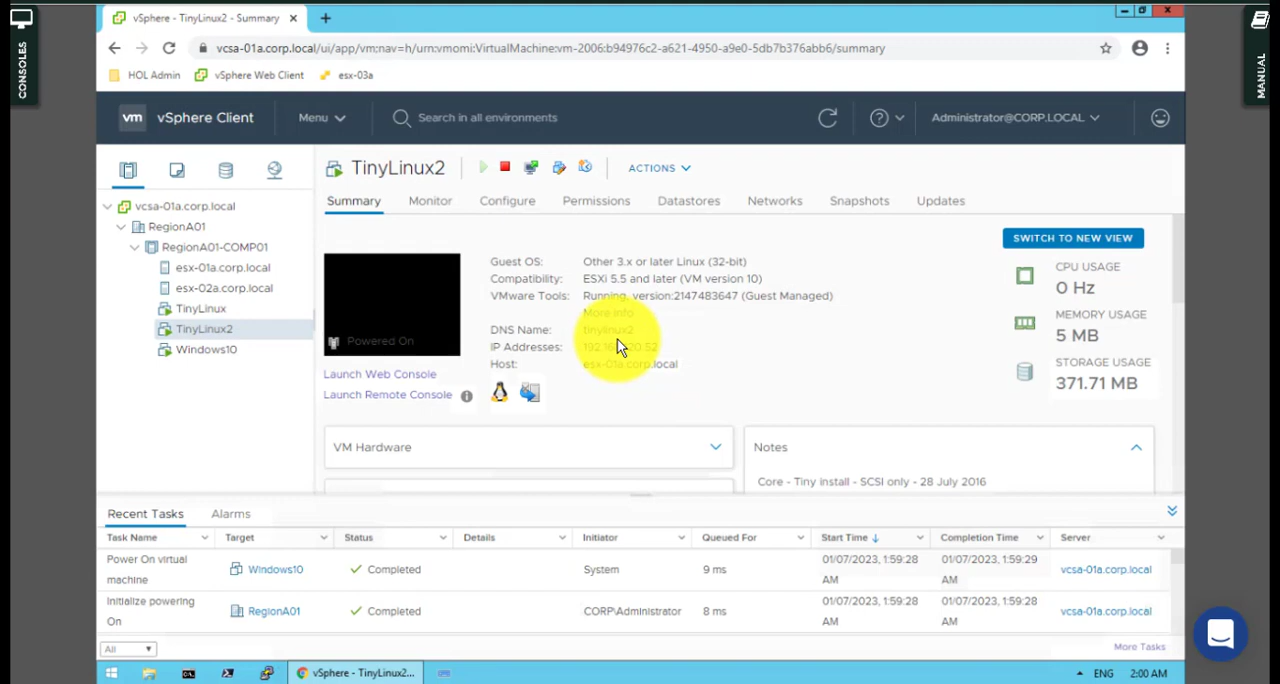 CONSOLES
MANUAL
vSphere - TinyLinux2 - Summary
vcsa-01a.corp.local/ui/app/vm:nav=h/urn:vmomi:VirtualMachine:vm-2006:b94976c2-a621-4950-a9e0-5db7b376abb6/summary
HOL Admin vSphere Web Client esx-03a
vm vSphere Client Menu Search in all environments Administrator@CORP.LOCAL
vcsa-01a.corp.local
RegionA01
RegionA01-COMP01
esx-01a.corp.local
esx-02a.corp.local
TinyLinux
TinyLinux2
Windows10
TinyLinux2 ACTIONS
Summary Monitor Configure Permissions Datastores Networks Snapshots Updates
SWITCH TO NEW VIEW
Powered On
Launch Web Console
Launch Remote Console
Guest OS: Other 3.x or later Linux (32-bit)
Compatibility: ESXi 5.5 and later (VM version 10)
VMware Tools: Running, version:2147483647 (Guest Managed)
More info
DNS Name: tinylinux2
IP Addresses:
Host: esx-01a.corp.local
CPU USAGE
0 Hz
MEMORY USAGE
5 MB
STORAGE USAGE
371.71 MB
VM Hardware
Notes
Core - Tiny install - SCSI only - 28 July 2016
Recent Tasks Alarms
Task Name Target Status Details Initiator Queued For Start Time Completion Time Server
Power On virtual machine Windows10 Completed System 9 ms 01/07/2023, 1:59:28 AM 01/07/2023, 1:59:29 AM vcsa-01a.corp.local
Initialize powering On RegionA01 Completed CORP\Administrator 8 ms 01/07/2023, 1:59:28 AM 01/07/2023, 1:59:28 AM vcsa-01a.corp.local
All More Tasks
vSphere - TinyLinux2... ENG 2:00 AM